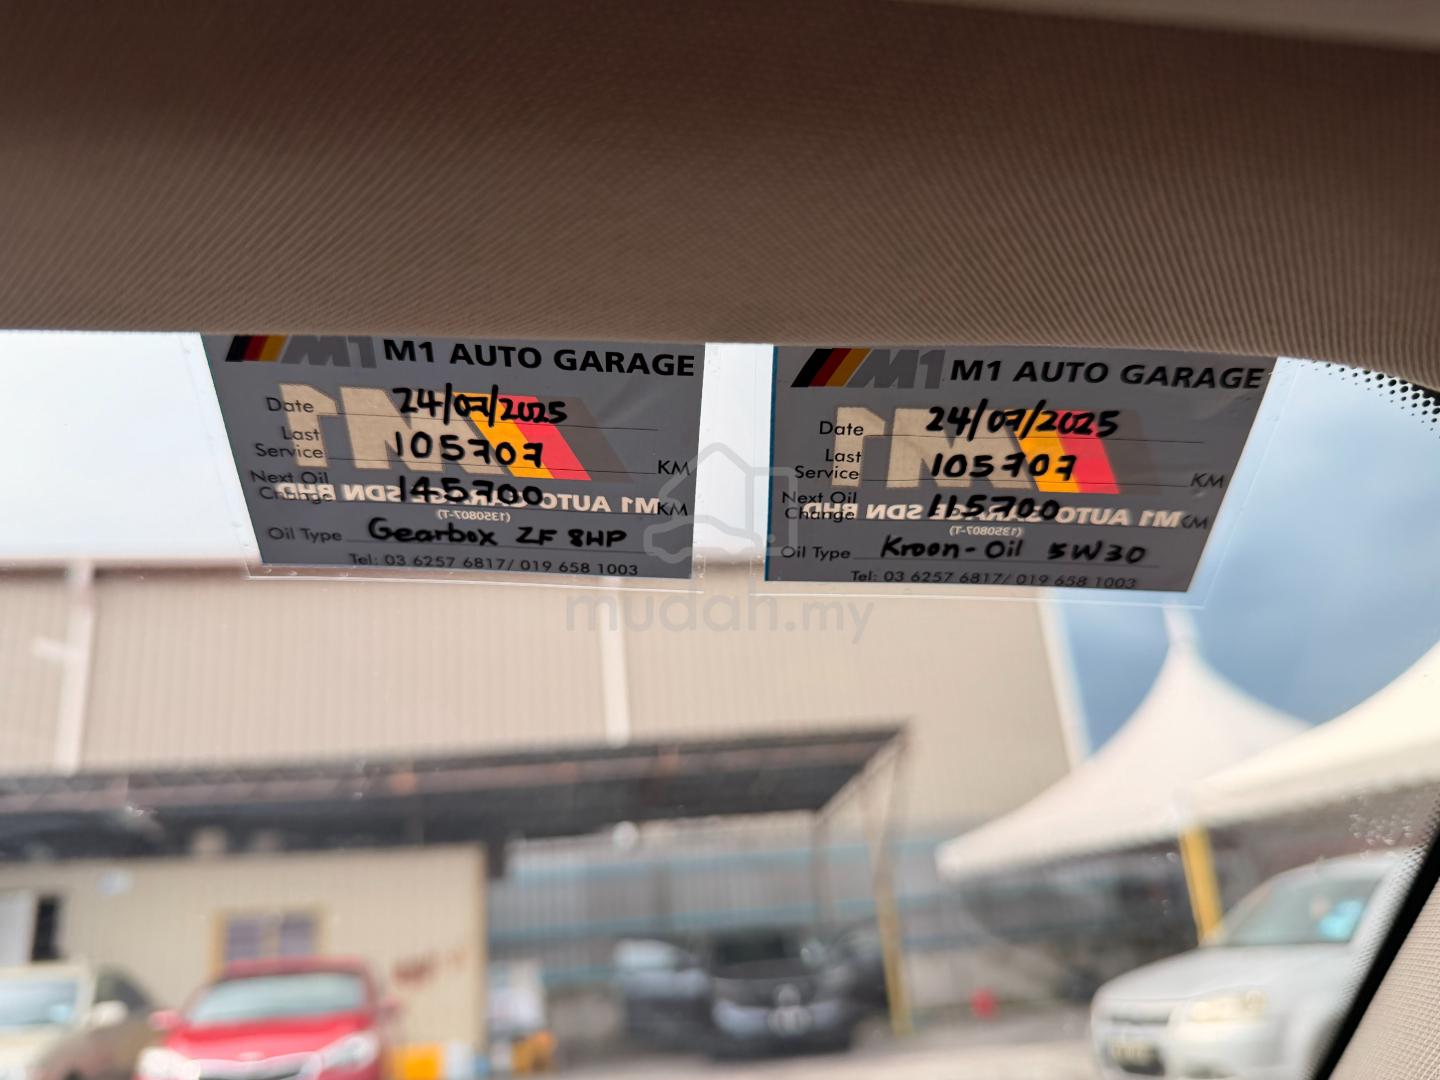 M1 M1 AUTO GARAGE
Date 24/07/2025
Last Service 105707 KM
Next Oil Change 145700 KM
M1 AUTO GARAGE SDN BHD
(1350807-T)
Oil Type Gearbox ZF 8HP
Tel: 03 6257 6817/ 019 658 1003
M1 M1 AUTO GARAGE
Date 24/07/2025
Last Service 105707 KM
Next Oil Change 115700 KM
M1 AUTO GARAGE SDN BHD
(1350807-T)
Oil Type Kroon-Oil 5W30
Tel: 03 6257 6817/ 019 658 1003
mudah.my